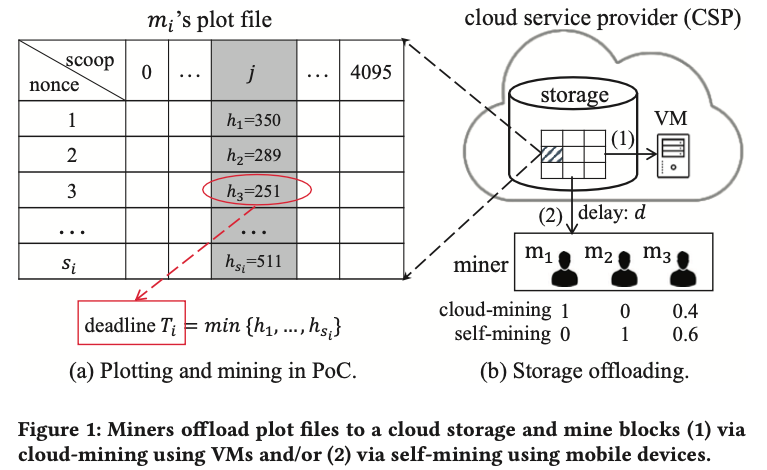 m_i's plot file
scoop
nonce
0 ... j ... 4095
1 h_1=350
2 h_2=289
3 h_3=251
... ...
s_i h_{s_i}=511
deadline T_i = min {h_1, ..., h_{s_i}}
(a) Plotting and mining in PoC.
cloud service provider (CSP)
storage
VM
(1)
(2) delay: d
miner m_1 m_2 m_3
cloud-mining 1 0 0.4
self-mining 0 1 0.6
(b) Storage offloading.
Figure 1: Miners offload plot files to a cloud storage and mine blocks (1) via
cloud-mining using VMs and/or (2) via self-mining using mobile devices.